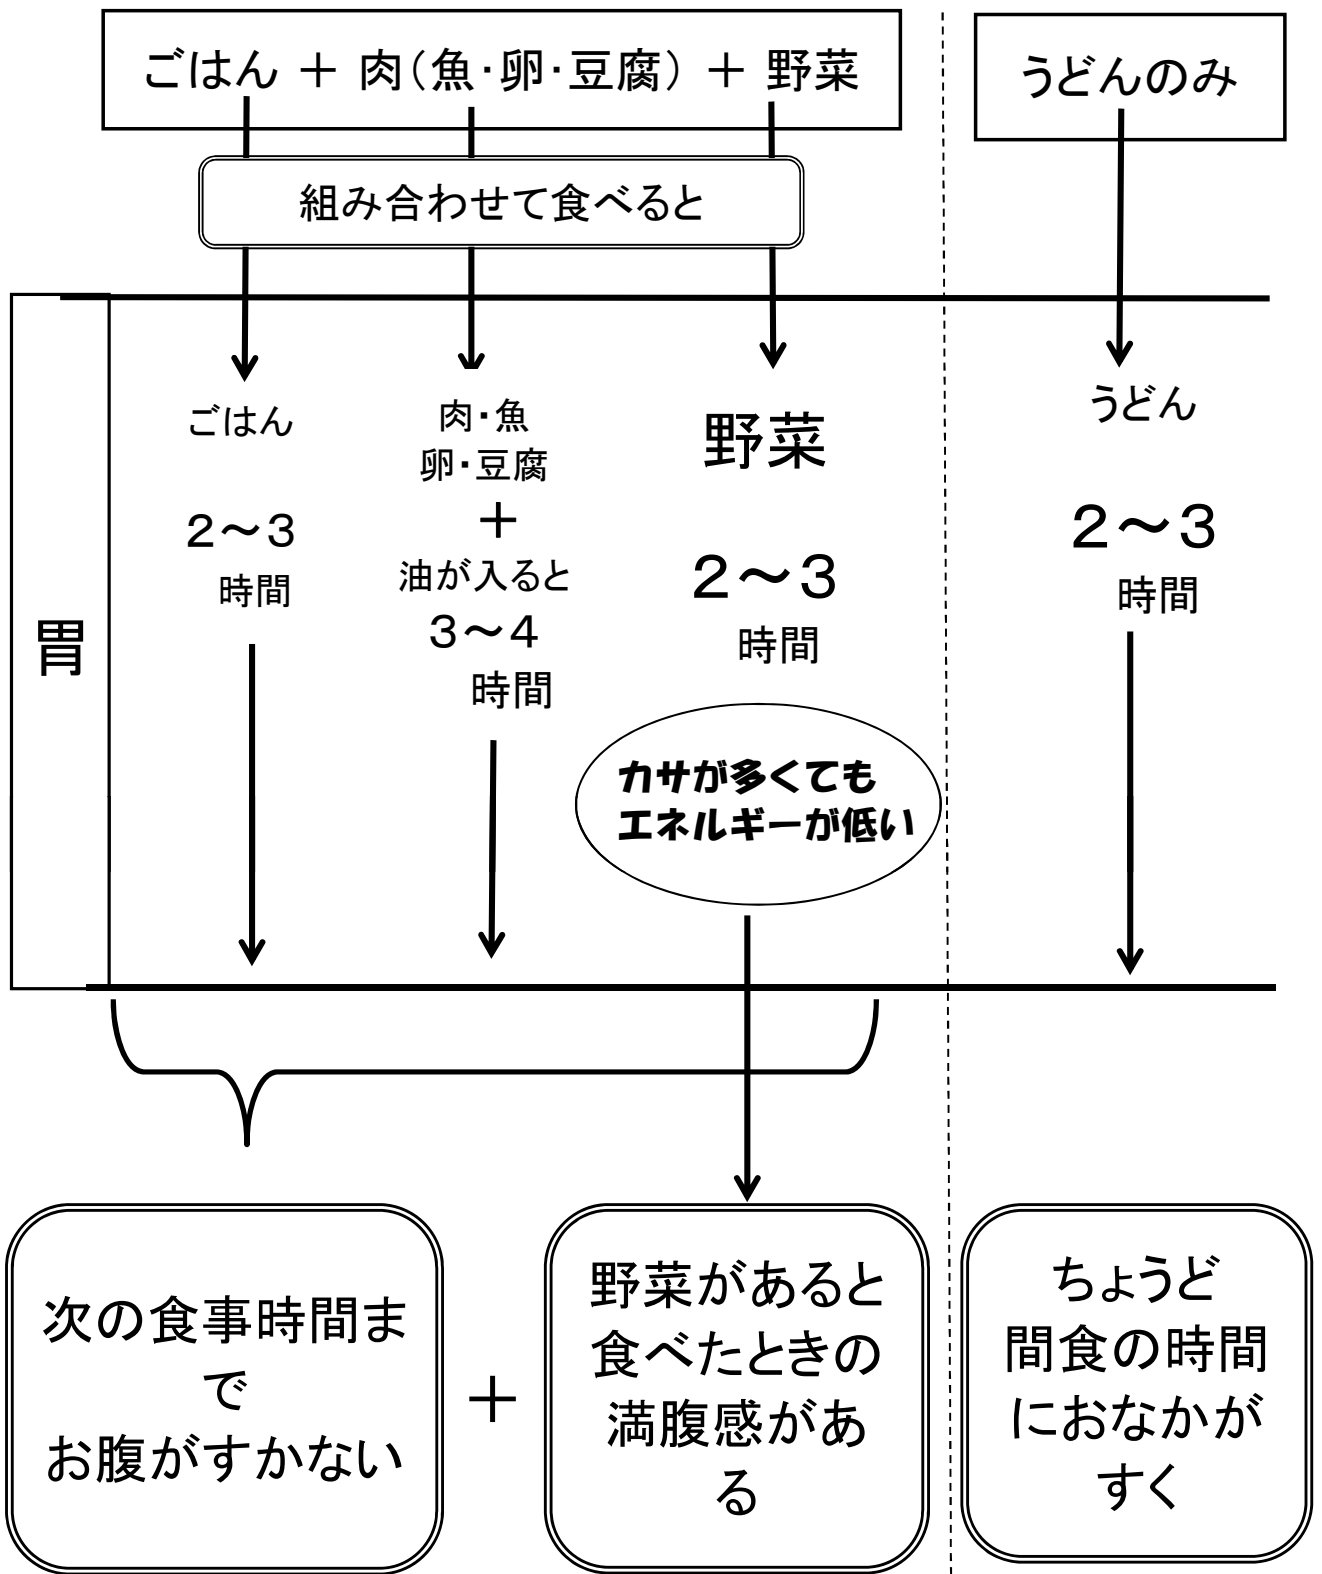 ごはん ＋ 肉(魚・卵・豆腐) ＋ 野菜
うどんのみ
組み合わせて食べると
胃
ごはん
２～３
時間
肉・魚
卵・豆腐
＋
油が入ると
３～４
時間
野菜
２～３
時間
カサが多くても
エネルギーが低い
うどん
２～３
時間
次の食事時間ま
で
お腹がすかない
＋
野菜があると
食べたときの
満腹感があ
る
ちょうど
間食の時間
におなかが
すく